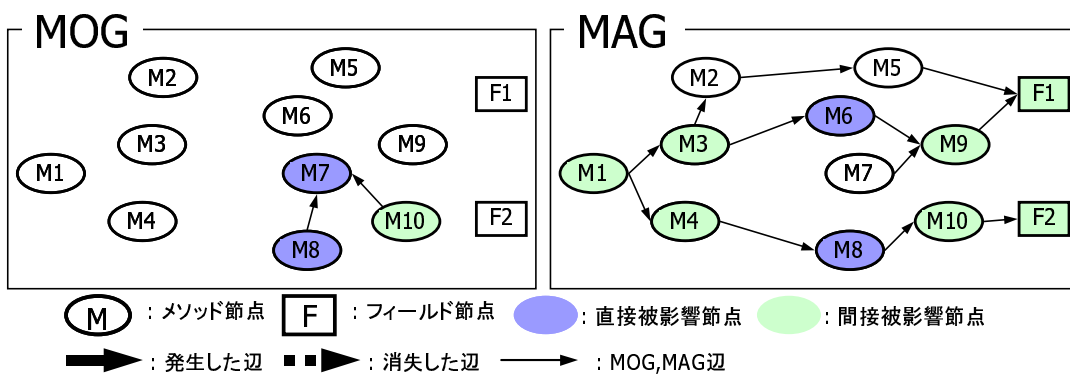 MOG
M5
M2
F1
M6
M3
M9
M1
M7
M4
M10
F2
M8
MAG
M2
M5
F1
M6
M3
M9
M1
M7
M4
M10
F2
M8
M : メソッド節点 F : フィールド節点 : 直接被影響節点 : 間接被影響節点
: 発生した辺 : 消失した辺 : MOG,MAG辺